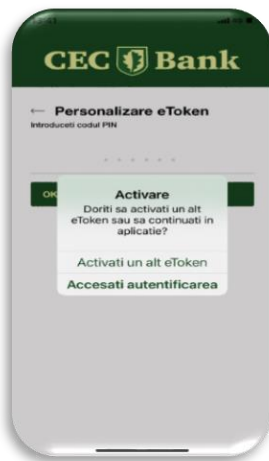 CEC Bank
← Personalizare eToken
Introduceti codul PIN
OK
Activare
Doriti sa activati un alt
eToken sau sa continuati in
aplicatie?
Activati un alt eToken
Accesati autentificarea